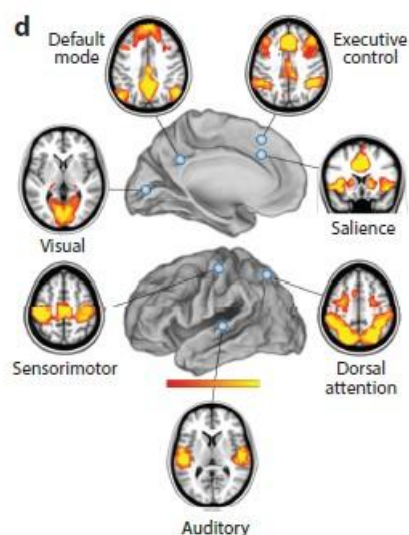 d
Default
mode
Executive
control
Visual
Salience
Sensorimotor
Dorsal
attention
Auditory